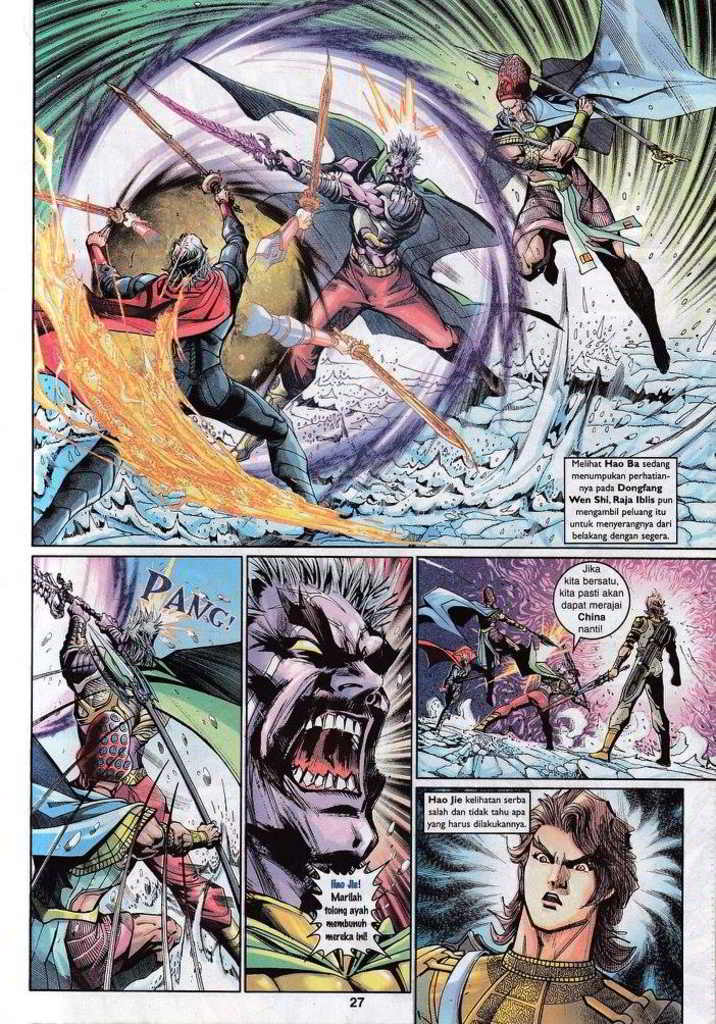 Melihat Hao Ba sedang
menumpukan perhatian-
nya pada Dongfang
Wen Shi, Raja Iblis pun
mengambil peluang itu
untuk menyerangnya dari
belakang dengan segera.
PANG!
Hao Jie!
Marilah
tolong ayah
membunuh
mereka ini!
Jika
kita bersatu,
kita pasti akan
dapat merajai
China
nanti!
Hao Jie kelihatan serba
salah dan tidak tahu apa
yang harus dilakukannya.
27